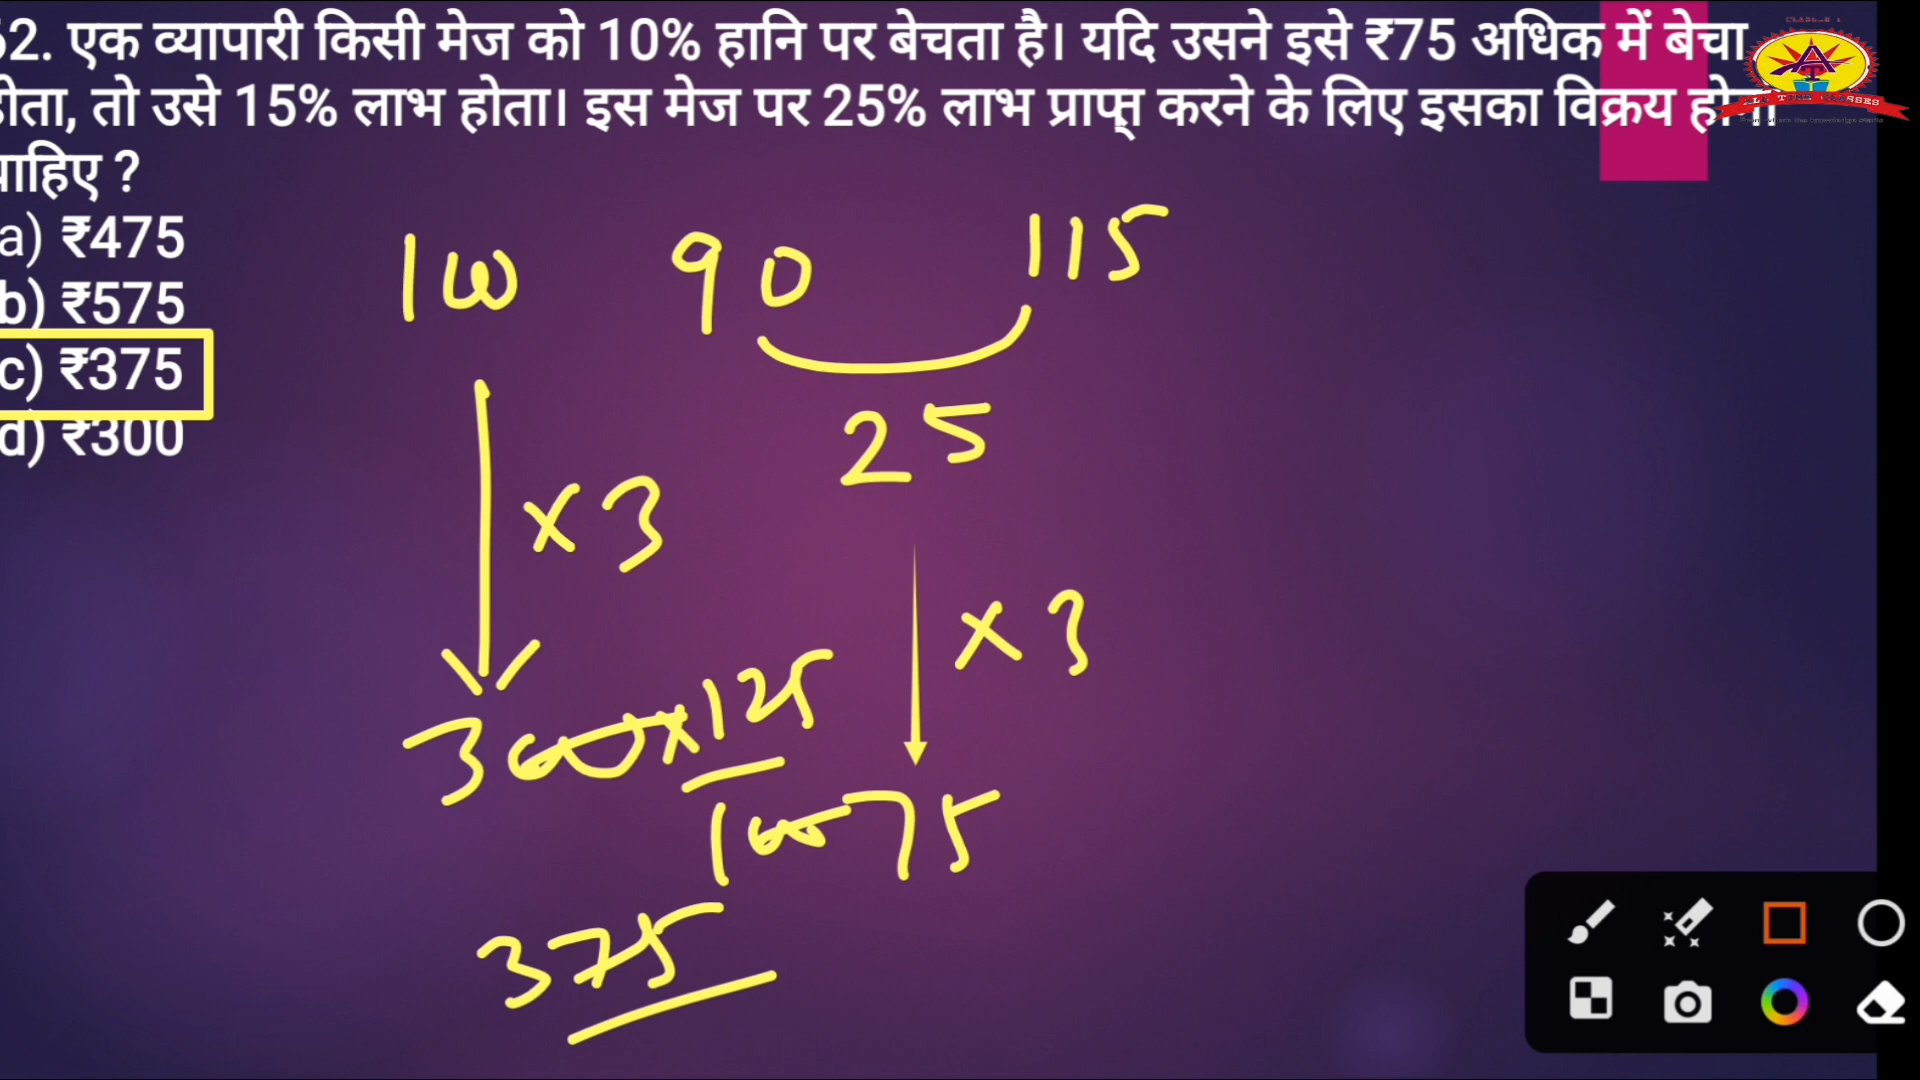 62. एक व्यापारी किसी मेज को 10% हानि पर बेचता है। यदि उसने इसे ₹75 अधिक में बेचा
होता, तो उसे 15% लाभ होता। इस मेज पर 25% लाभ प्राप्त करने के लिए इसका विक्रय
चाहिए ?
a) ₹475
b) ₹575
c) ₹375
d) ₹300
100 90 115
25
×3
×3
300×125
100 75
375